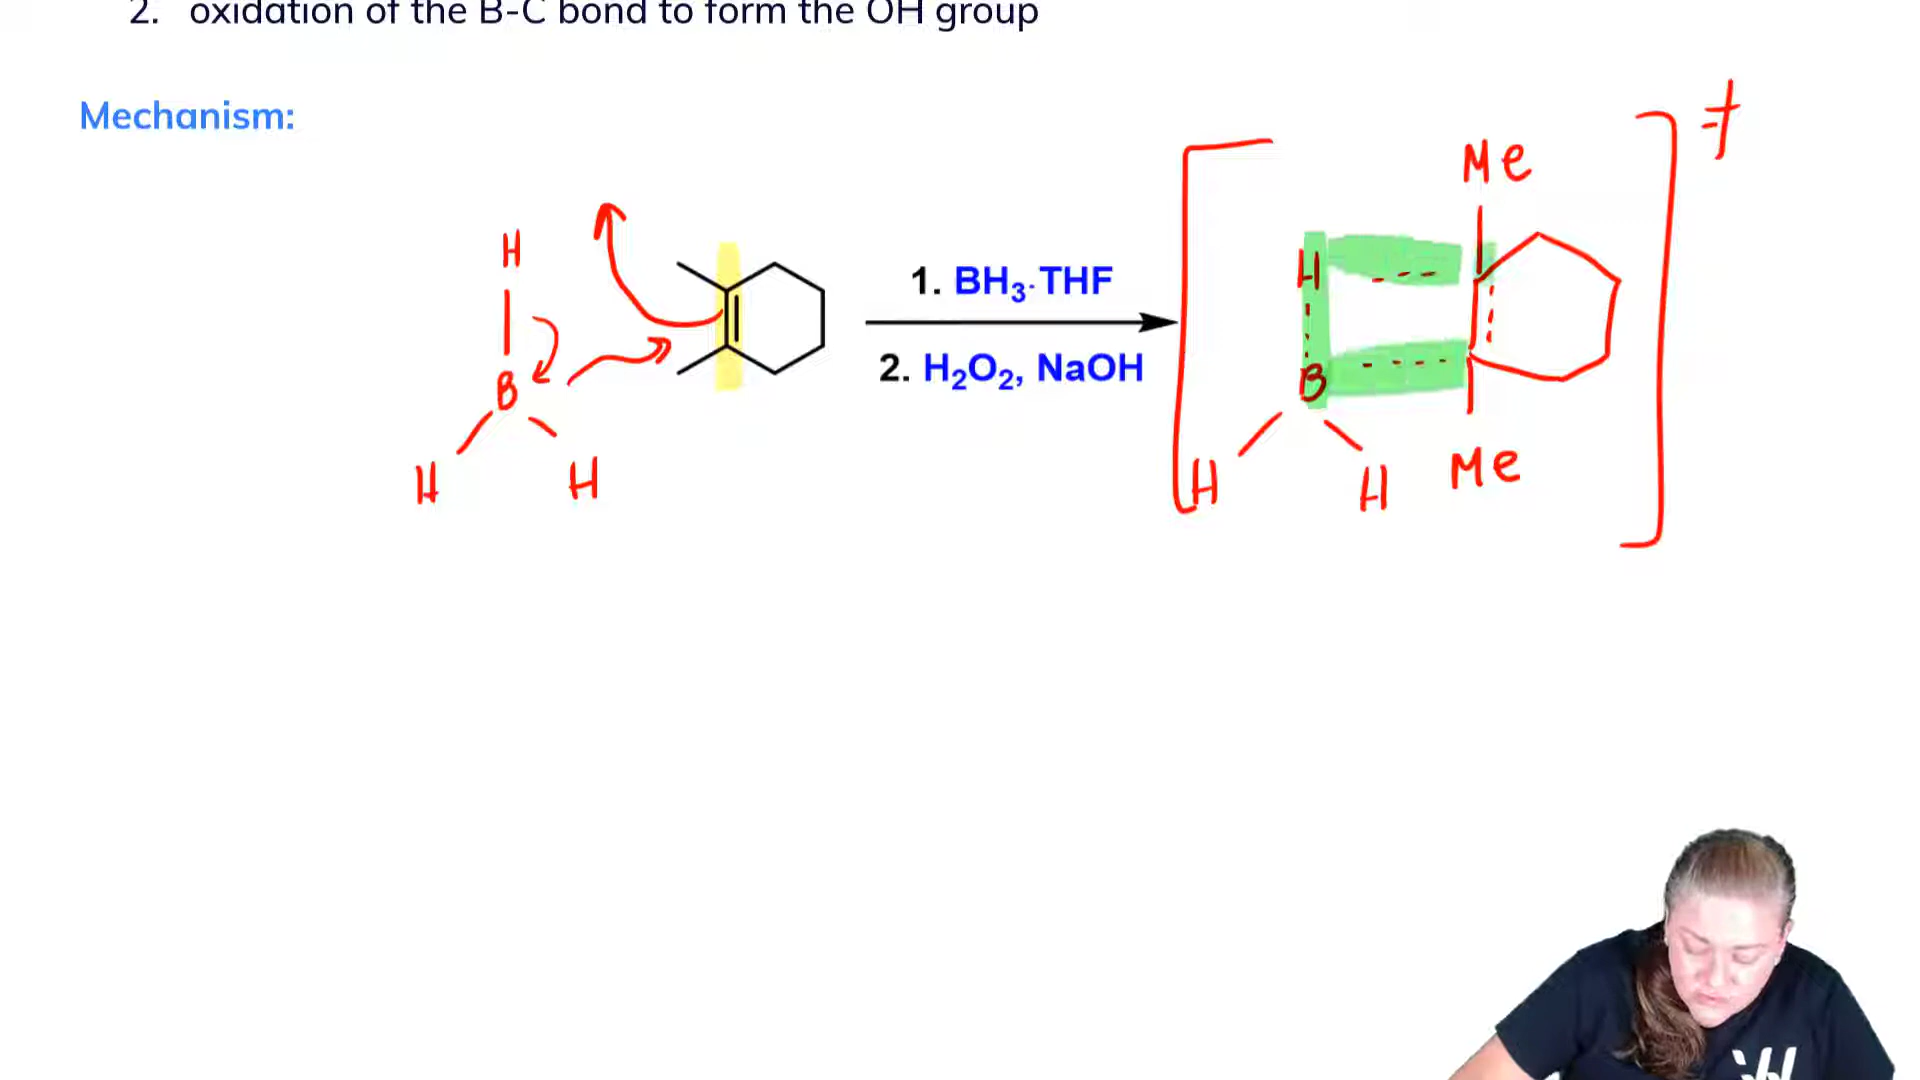 2. oxidation of the B-C bond to form the OH group
Mechanism:
H
B
H H
1. BH₃·THF
2. H₂O₂, NaOH
Me
H
B
H H
Me
‡